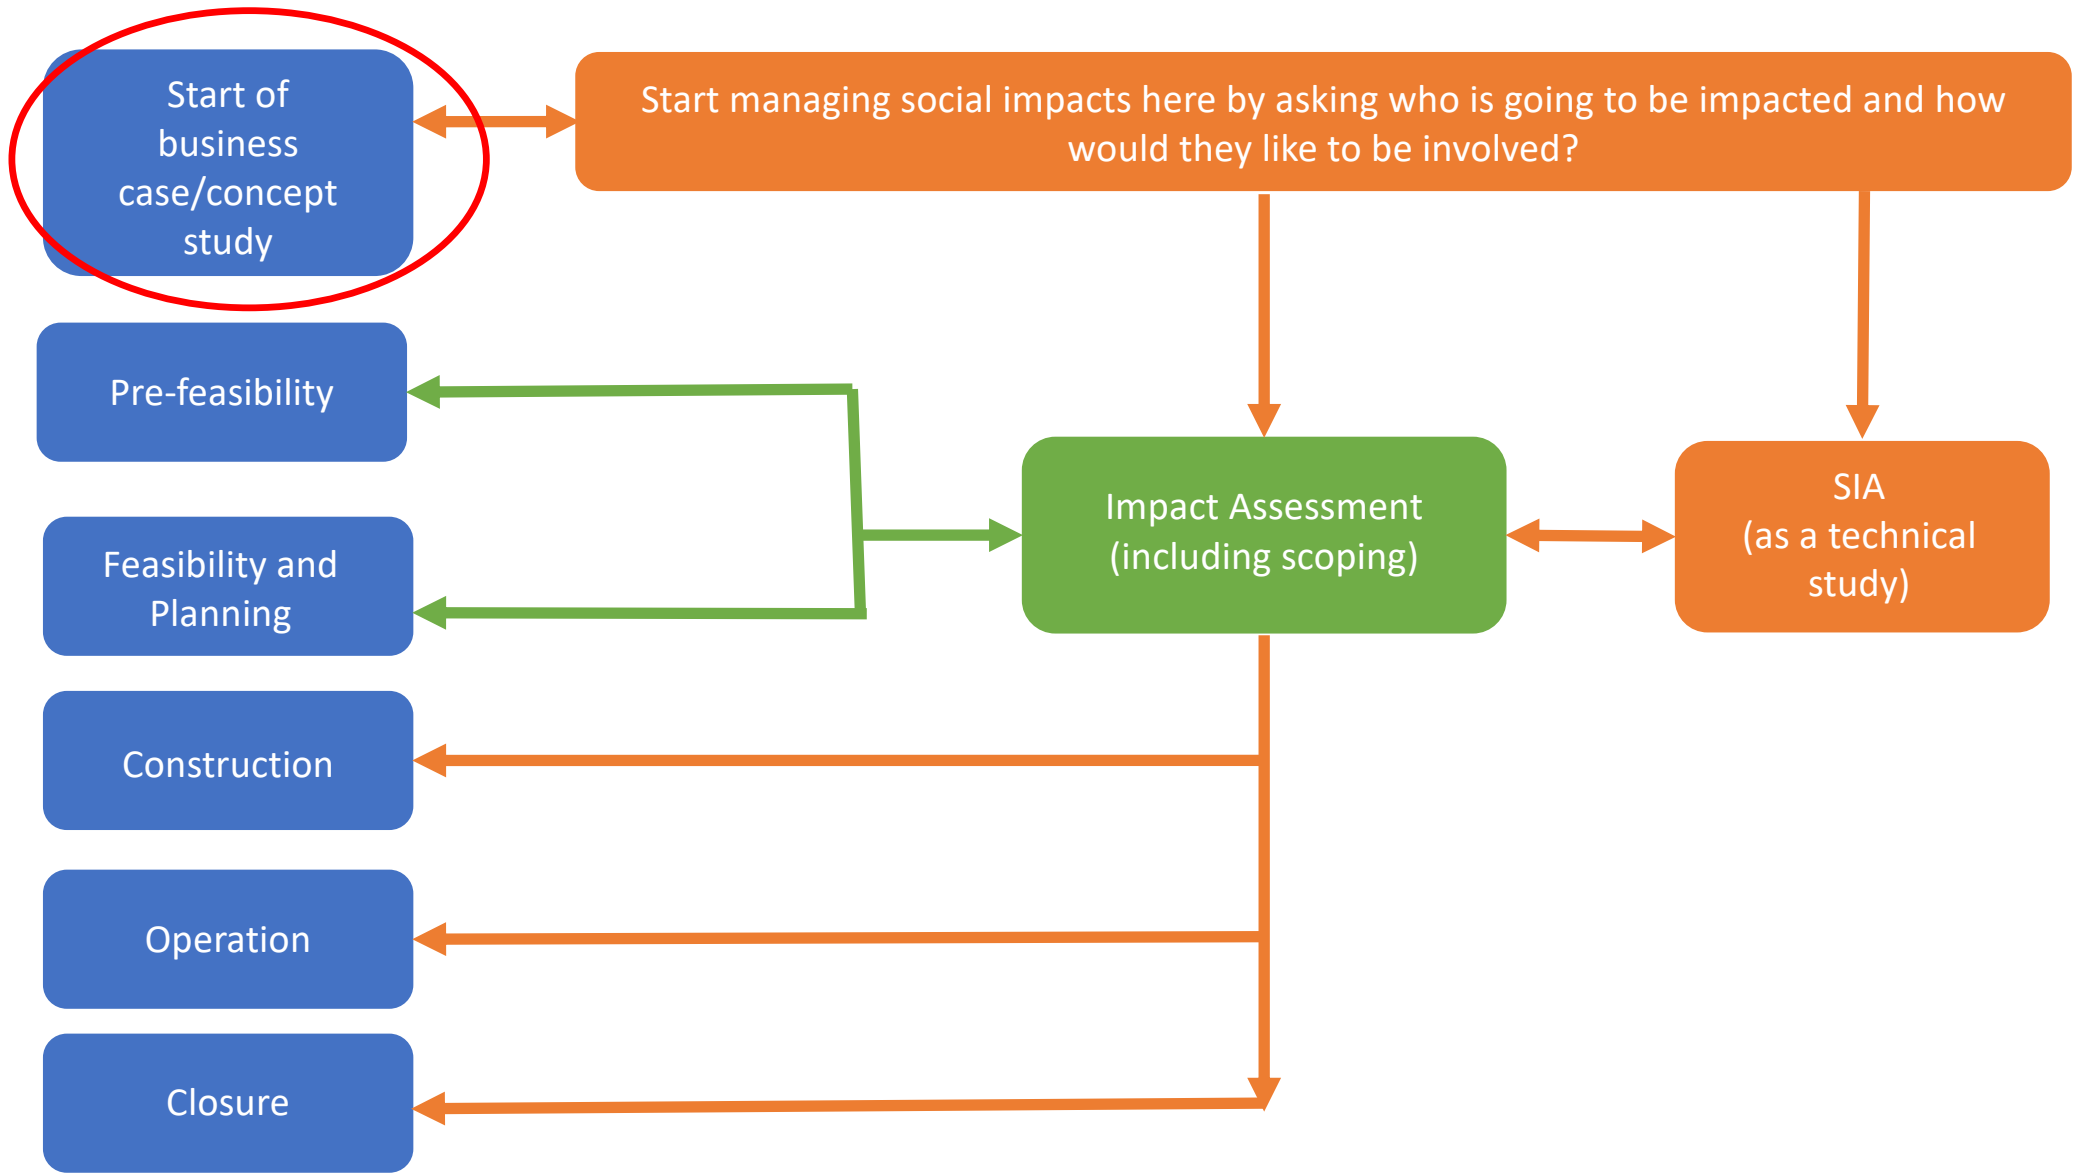 Start of
business
case/concept
study
Start managing social impacts here by asking who is going to be impacted and how
would they like to be involved?
Pre-feasibility
Impact Assessment
(including scoping)
SIA
(as a technical
study)
Feasibility and
Planning
Construction
Operation
Closure